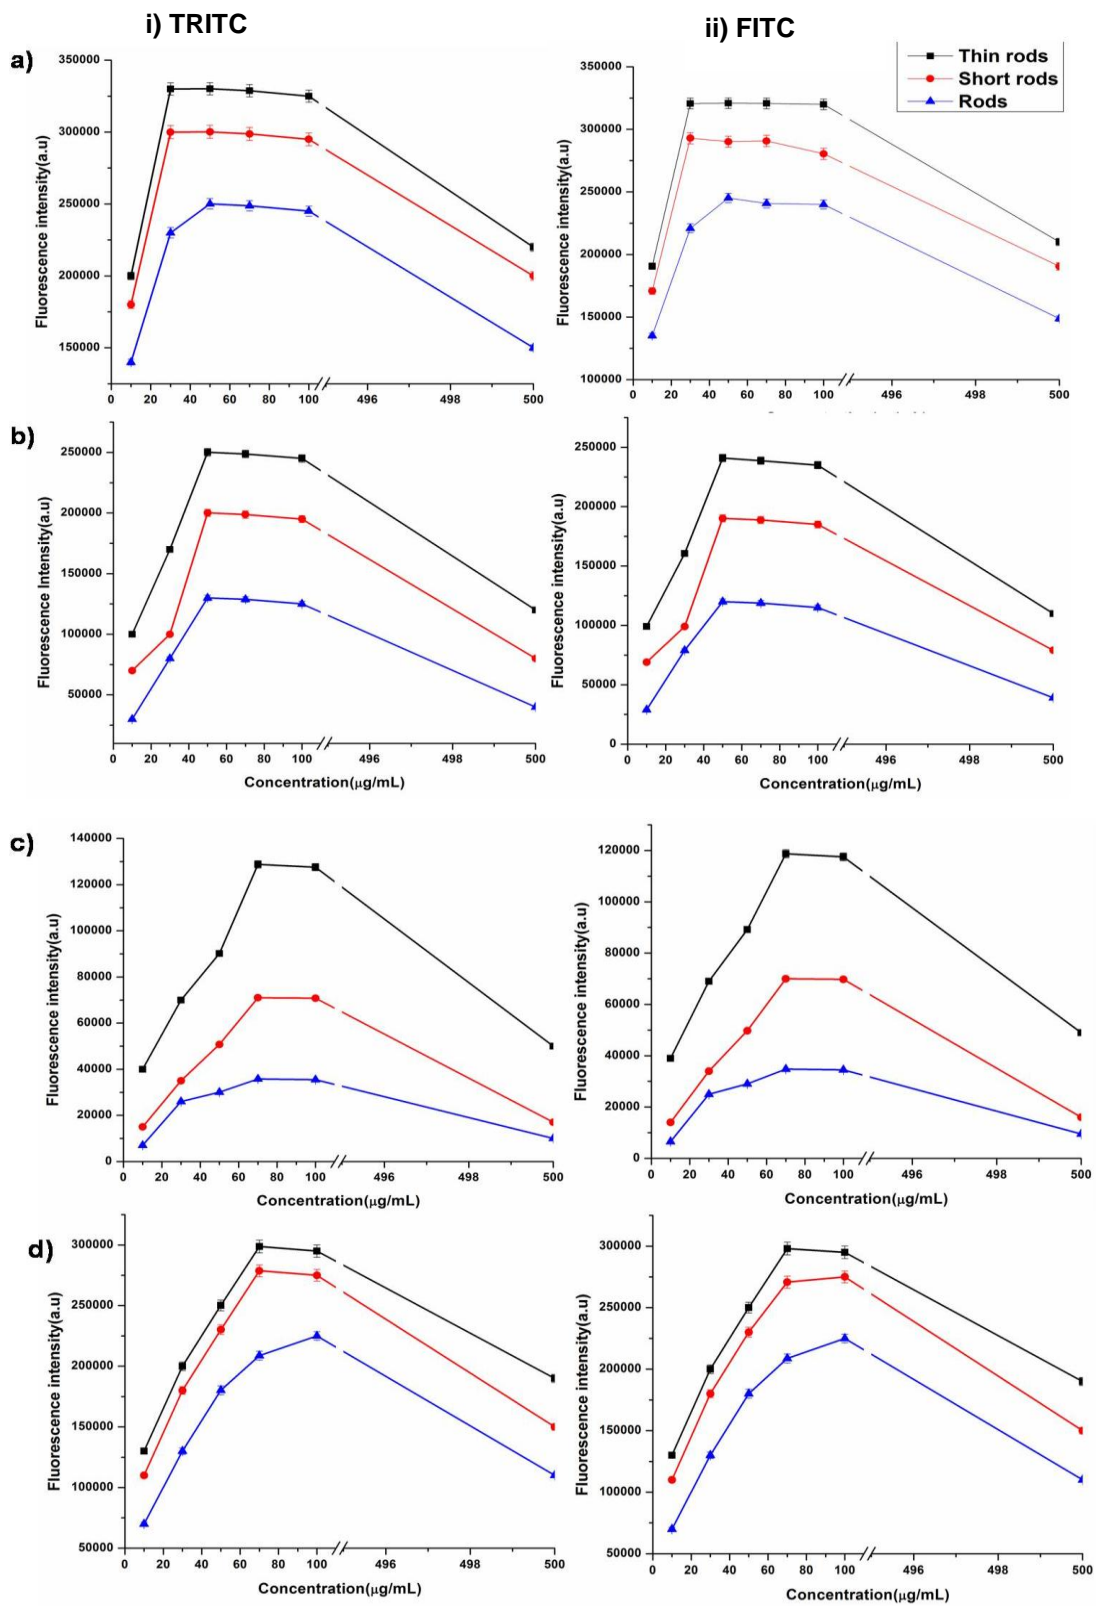 i) TRITC
ii) FITC
Thin rods
Short rods
Rods
a)
350000
300000
250000
200000
150000
Fluorescence intensity(a.u)
0 20 40 60 80 100 496 498 500
350000
300000
250000
200000
150000
100000
Fluorescence intensity(a.u)
0 20 40 60 80 100 496 498 500
b)
250000
200000
150000
100000
50000
Fluorescence Intensity(a.u)
0 20 40 60 80 100 496 498 500
Concentration(μg/mL)
250000
200000
150000
100000
50000
0
Fluorescence intensity(a.u)
0 20 40 60 80 100 496 498 500
Concentration(μg/mL)
c)
140000
120000
100000
80000
60000
40000
20000
0
Fluorescence intensity(a.u)
0 20 40 60 80 100 496 498 500
Concentration(μg/mL)
120000
100000
80000
60000
40000
20000
0
Fluorescence intensity(a.u)
0 20 40 60 80 100 496 498 500
Concentration(μg/mL)
d)
300000
250000
200000
150000
100000
50000
Fluorescence intensity(a.u)
0 20 40 60 80 100 496 498 500
Concentration(μg/mL)
300000
250000
200000
150000
100000
50000
Fluorescence intensity(a.u)
0 20 40 60 80 100 496 498 500
Concentration(μg/mL)